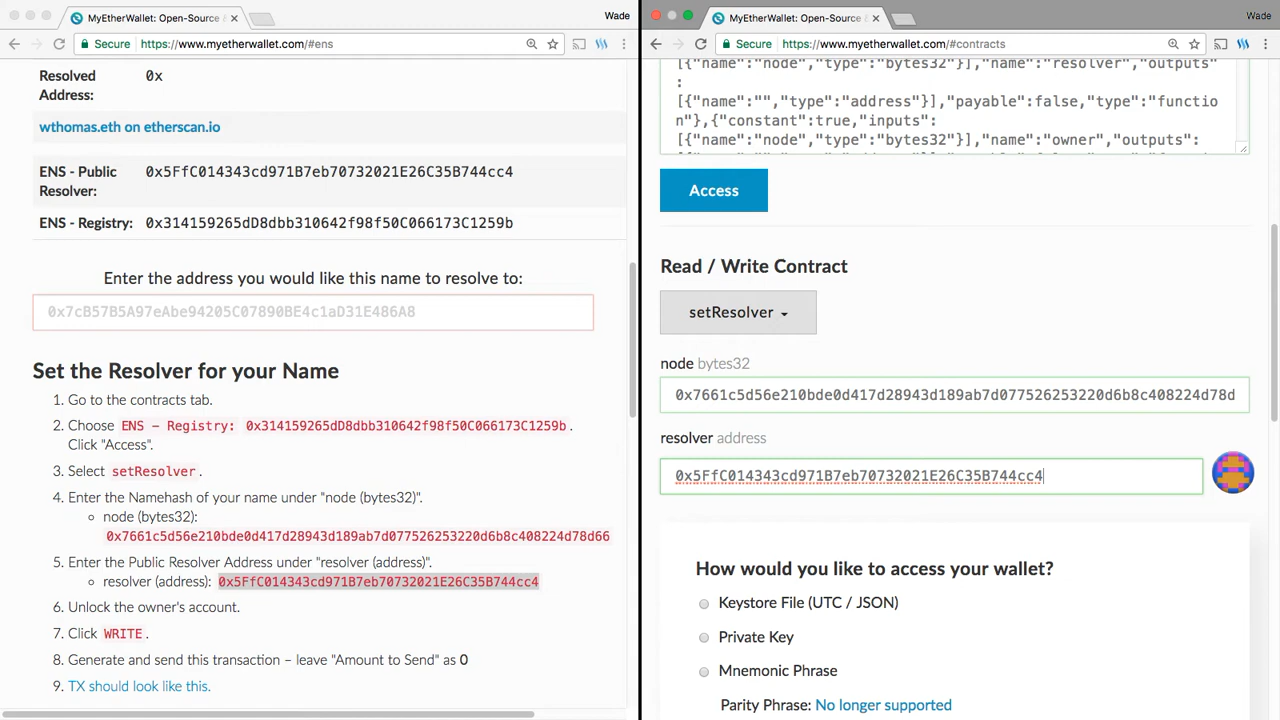 MyEtherWallet: Open-Source &
Wade
Secure
https://www.myetherwallet.com/#ens
Resolved
Address:
0x
wthomas.eth on etherscan.io
ENS - Public
Resolver:
0x5FfC014343cd971B7eb70732021E26C35B744cc4
ENS - Registry:
0x314159265dD8dbb310642f98f50C066173C1259b
Enter the address you would like this name to resolve to:
0x7cB57B5A97eAbe94205C07890BE4c1aD31E486A8
Set the Resolver for your Name
1. Go to the contracts tab.
2. Choose ENS – Registry: 0x314159265dD8dbb310642f98f50C066173C1259b.
Click "Access".
3. Select setResolver.
4. Enter the Namehash of your name under "node (bytes32)".
node (bytes32):
0x7661c5d56e210bde0d417d28943d189ab7d077526253220d6b8c408224d78d66
5. Enter the Public Resolver Address under "resolver (address)".
resolver (address): 0x5FfC014343cd971B7eb70732021E26C35B744cc4
6. Unlock the owner's account.
7. Click WRITE.
8. Generate and send this transaction – leave "Amount to Send" as 0
9. TX should look like this.
MyEtherWallet: Open-Source &
Wade
Secure
https://www.myetherwallet.com/#contracts
[{"name":"node","type":"bytes32"}],"name":"resolver","outputs"
:
[{"name":"","type":"address"}],"payable":false,"type":"functio
n"},{"constant":true,"inputs":
[{"name":"node","type":"bytes32"}],"name":"owner","outputs":
Access
Read / Write Contract
setResolver
node bytes32
0x7661c5d56e210bde0d417d28943d189ab7d077526253220d6b8c408224d78d
resolver address
0x5FfC014343cd971B7eb70732021E26C35B744cc4
How would you like to access your wallet?
Keystore File (UTC / JSON)
Private Key
Mnemonic Phrase
Parity Phrase: No longer supported